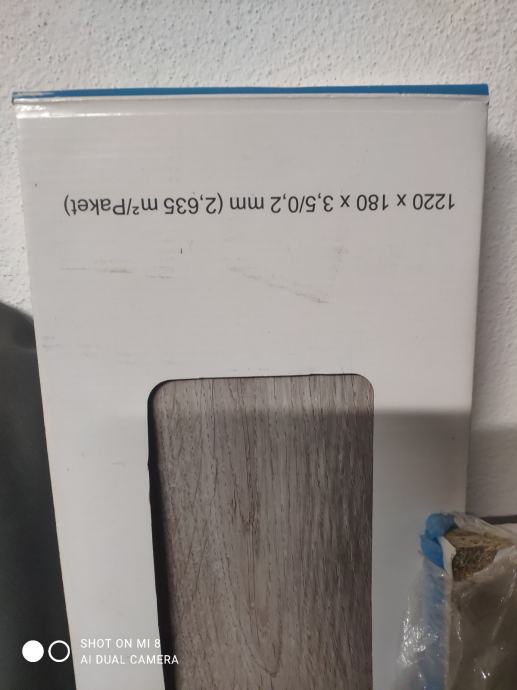 1220 x 180 x 3,5/0,2 mm (2,635 m²/Paket)
SHOT ON MI 8
AI DUAL CAMERA